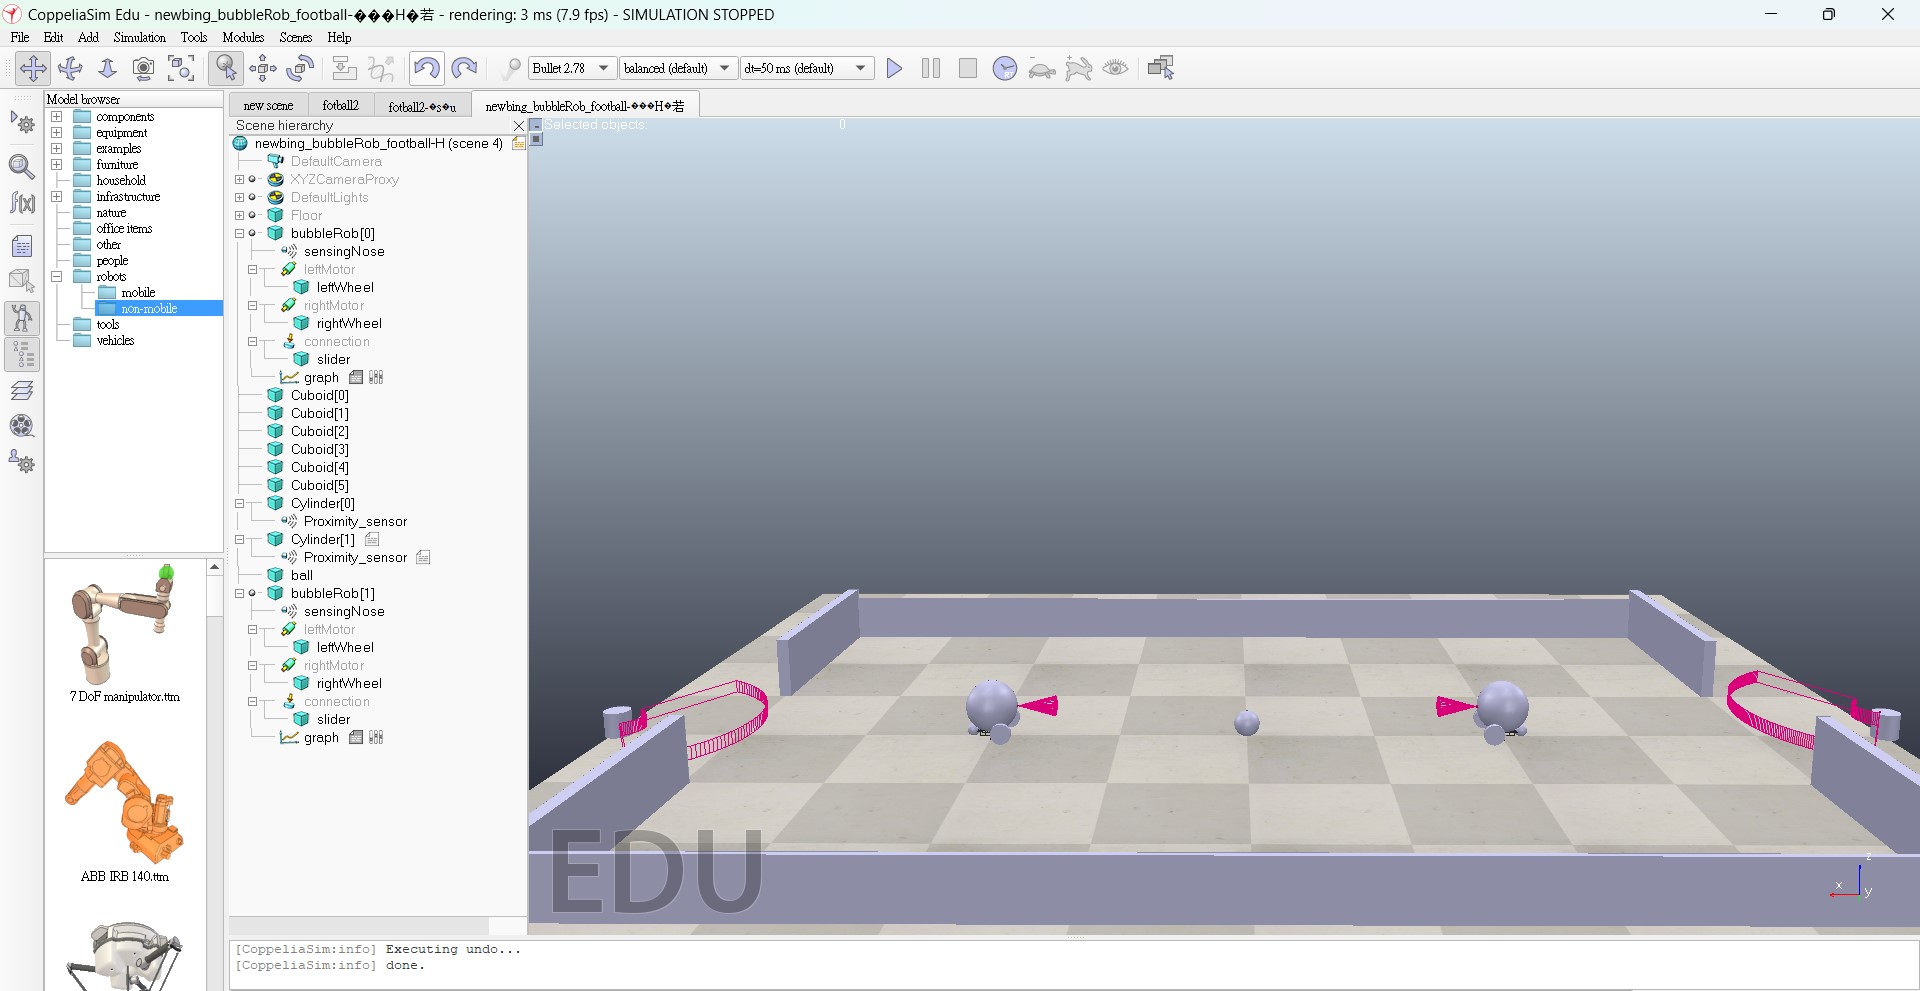 CoppeliaSim Edu - newbing_bubbleRob_football-���H�若 - rendering: 3 ms (7.9 fps) - SIMULATION STOPPED
File Edit Add Simulation Tools Modules Scenes Help
Bullet 2.78 balanced (default) dt=50 ms (default)
Model browser
components
equipment
examples
furniture
household
infrastructure
nature
office items
other
people
robots
mobile
non-mobile
tools
vehicles
7 DoF manipulator.ttm
ABB IRB 140.ttm
new scene fotball2 fotball2-�s�u newbing_bubbleRob_football-���H�若
Scene hierarchy
newbing_bubbleRob_football-H (scene 4)
DefaultCamera
XYZCameraProxy
DefaultLights
Floor
bubbleRob[0]
sensingNose
leftMotor
leftWheel
rightMotor
rightWheel
connection
slider
graph
Cuboid[0]
Cuboid[1]
Cuboid[2]
Cuboid[3]
Cuboid[4]
Cuboid[5]
Cylinder[0]
Proximity_sensor
Cylinder[1]
Proximity_sensor
ball
bubbleRob[1]
sensingNose
leftMotor
leftWheel
rightMotor
rightWheel
connection
slider
graph
Selected objects: 0
EDU
z
x
y
[CoppeliaSim:info] Executing undo...
[CoppeliaSim:info] done.